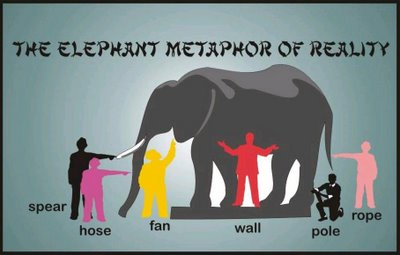 THE ELEPHANT METAPHOR OF REALITY
spear
hose
fan
wall
pole
rope